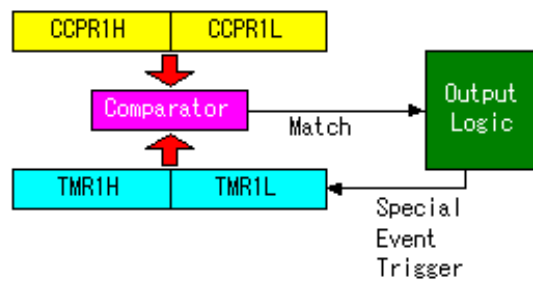 CCPR1H CCPR1L
Comparator
Match
Output
Logic
TMR1H TMR1L
Special
Event
Trigger